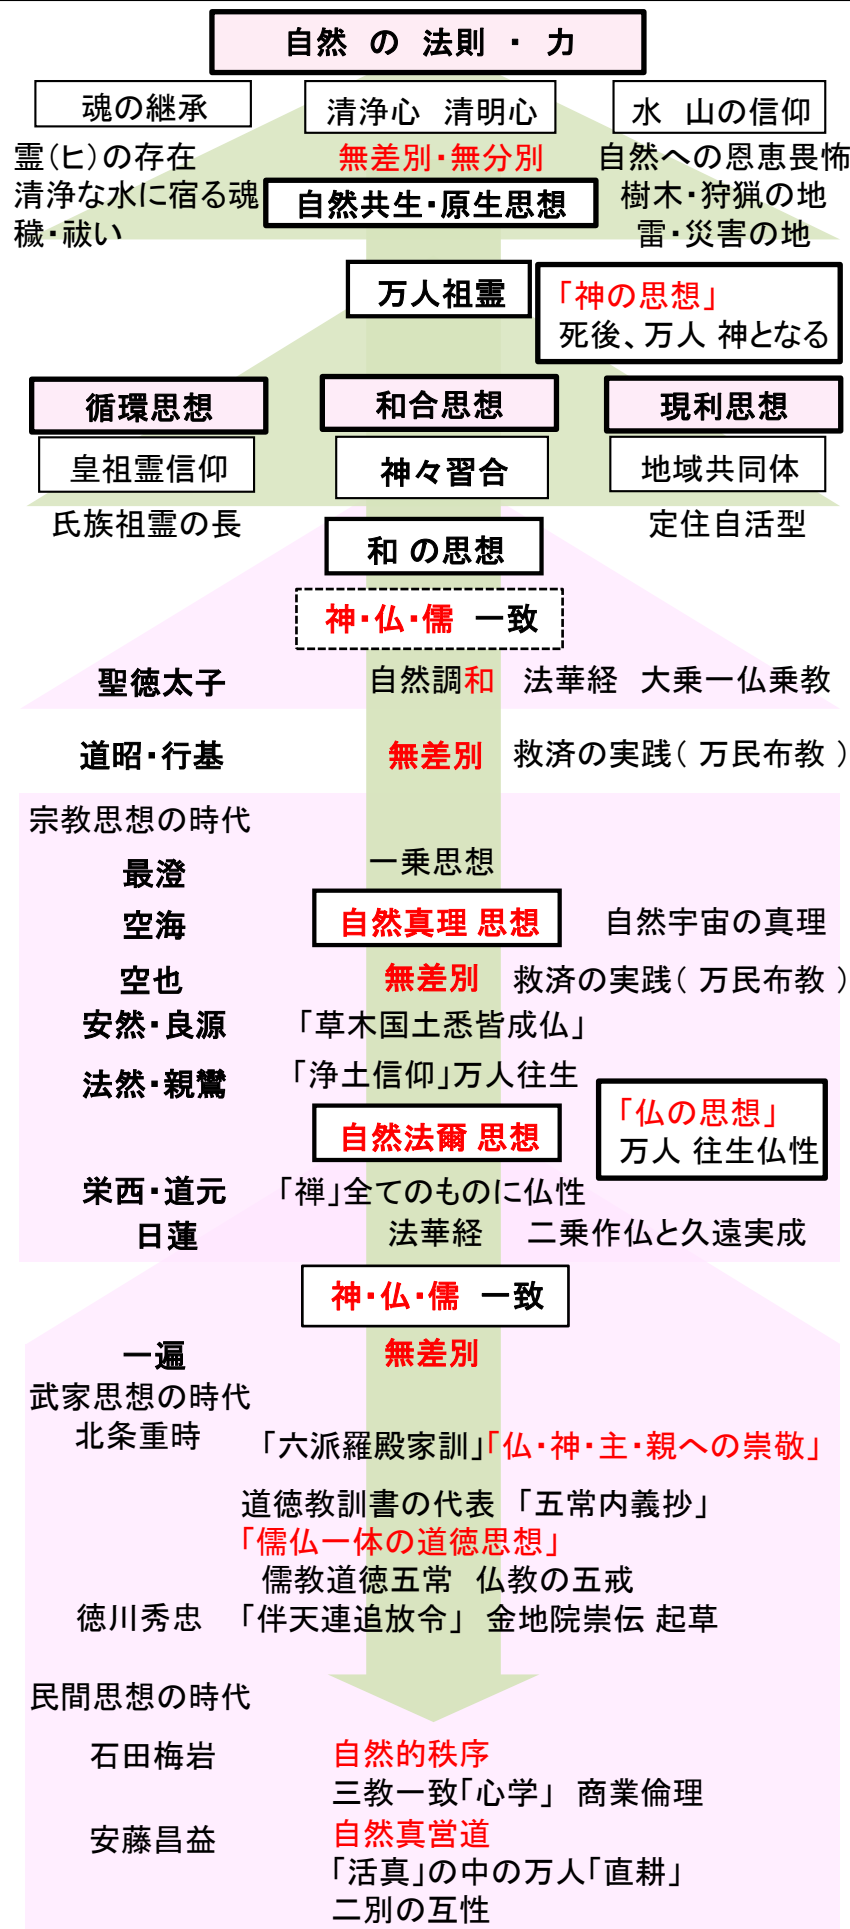 自然 の 法則 ・ 力
魂の継承
清浄心 清明心
水 山の信仰
霊（ヒ）の存在
清浄な水に宿る魂
穢・祓い
無差別・無分別
自然共生・原生思想
自然への恩恵畏怖
樹木・狩猟の地
雷・災害の地
万人祖霊
「神の思想」
死後、万人 神となる
循環思想
和合思想
現利思想
皇祖霊信仰
神々習合
地域共同体
氏族祖霊の長
定住自活型
和 の思想
神・仏・儒 一致
聖徳太子 自然調和 法華経 大乗一仏乗教
道昭・行基 無差別 救済の実践（ 万民布教 ）
宗教思想の時代
最澄 一乗思想
空海 自然真理 思想 自然宇宙の真理
空也 無差別 救済の実践（ 万民布教 ）
安然・良源 「草木国土悉皆成仏」
法然・親鸞 「浄土信仰」万人往生
自然法爾 思想
「仏の思想」
万人 往生仏性
栄西・道元 「禅」全てのものに仏性
日蓮 法華経 二乗作仏と久遠実成
神・仏・儒 一致
一遍 無差別
武家思想の時代
北条重時 「六派羅殿家訓」「仏・神・主・親への崇敬」
道徳教訓書の代表 「五常内義抄」
「儒仏一体の道徳思想」
儒教道徳五常 仏教の五戒
徳川秀忠 「伴天連追放令」 金地院崇伝 起草
民間思想の時代
石田梅岩 自然的秩序
三教一致「心学」 商業倫理
安藤昌益 自然真営道
「活真」の中の万人「直耕」
二別の互性